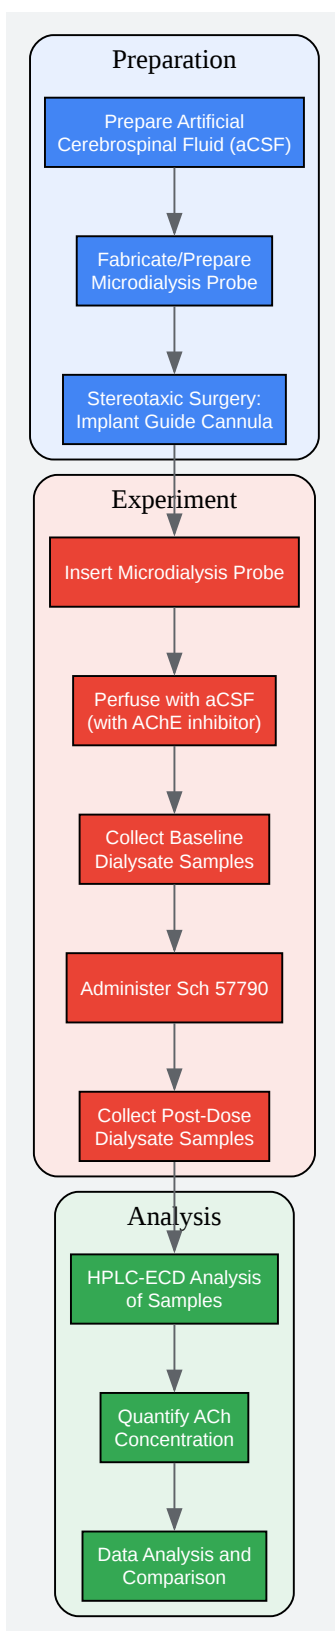 Preparation
Prepare Artificial
Cerebrospinal Fluid (aCSF)
Fabricate/Prepare
Microdialysis Probe
Stereotaxic Surgery:
Implant Guide Cannula
Experiment
Insert Microdialysis Probe
Perfuse with aCSF
(with AChE inhibitor)
Collect Baseline
Dialysate Samples
Administer Sch 57790
Collect Post-Dose
Dialysate Samples
Analysis
HPLC-ECD Analysis
of Samples
Quantify ACh
Concentration
Data Analysis and
Comparison